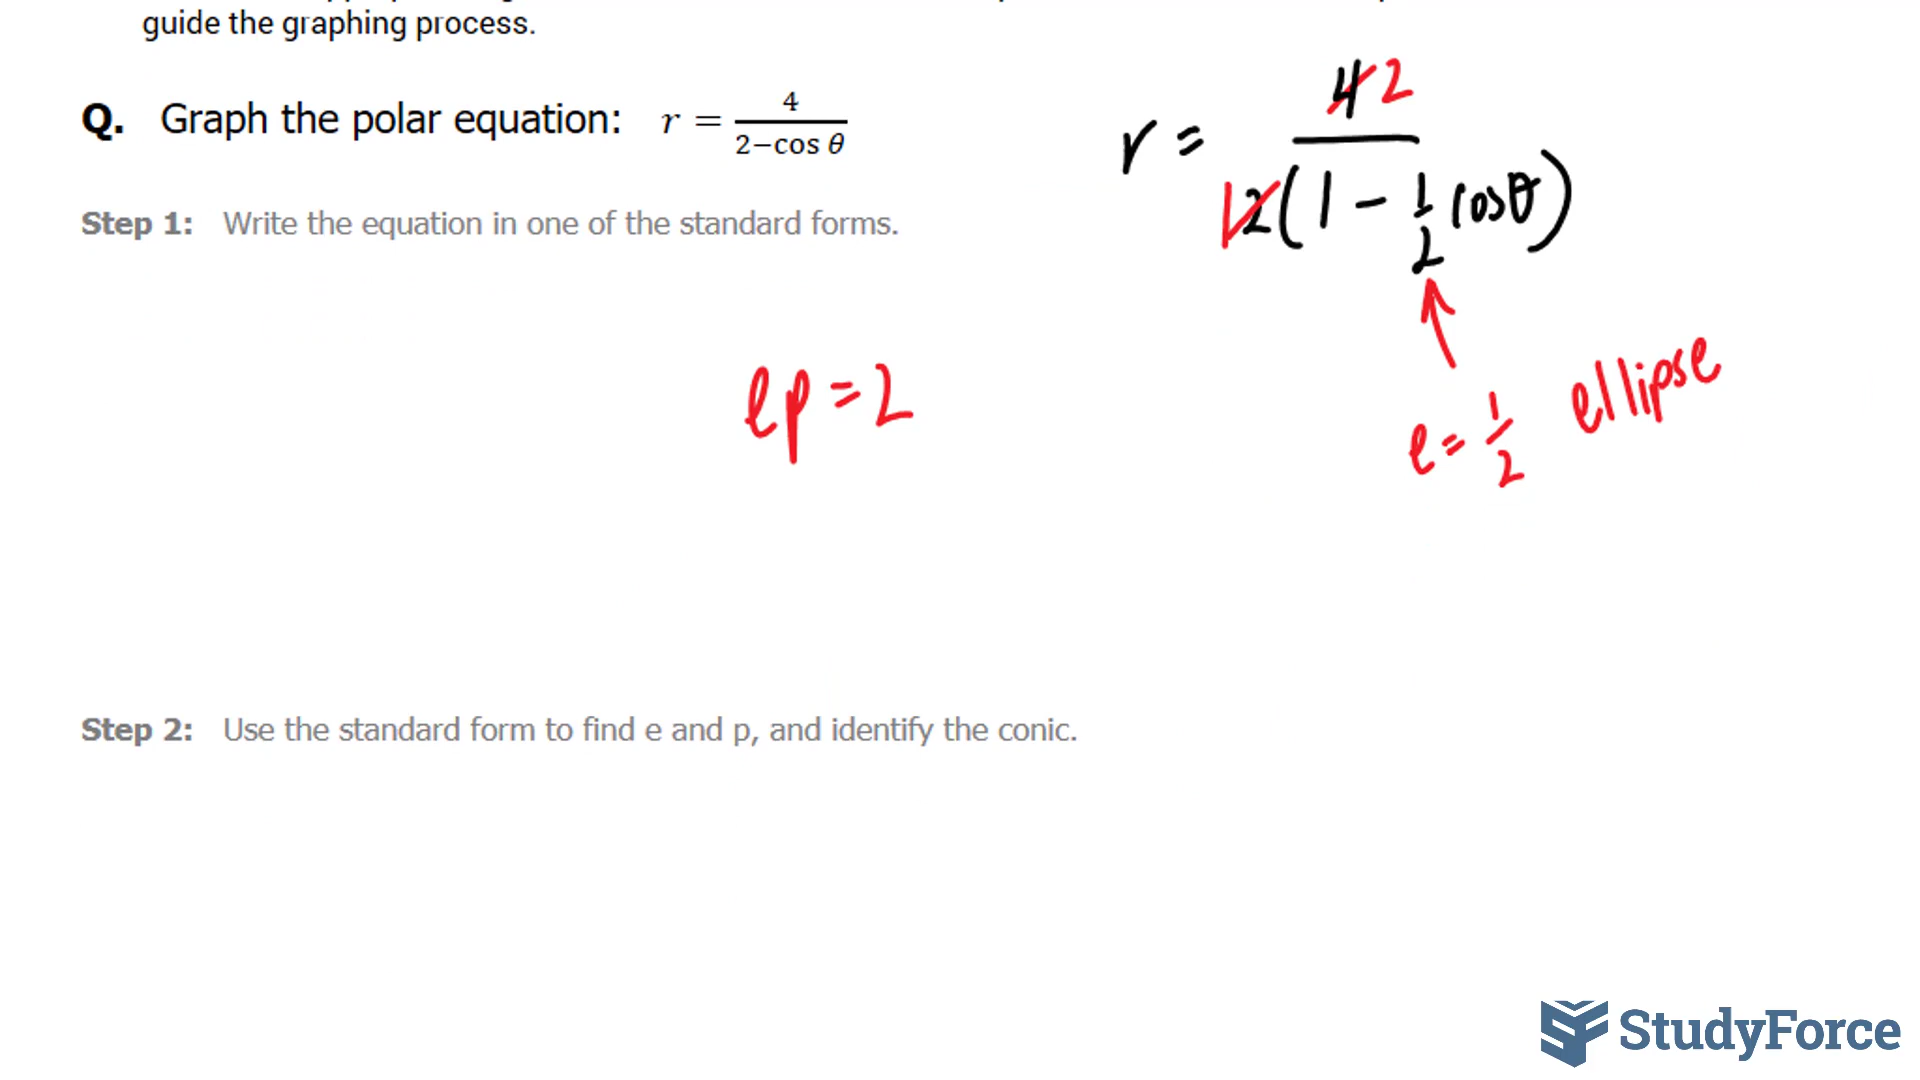 guide the graphing process.
Q. Graph the polar equation: r = 4 / 2−cos θ
r = 4 2 / 1 2 (1 - 1/2 cosθ)
Step 1: Write the equation in one of the standard forms.
ep = 2
e = 1/2 ellipse
Step 2: Use the standard form to find e and p, and identify the conic.
StudyForce